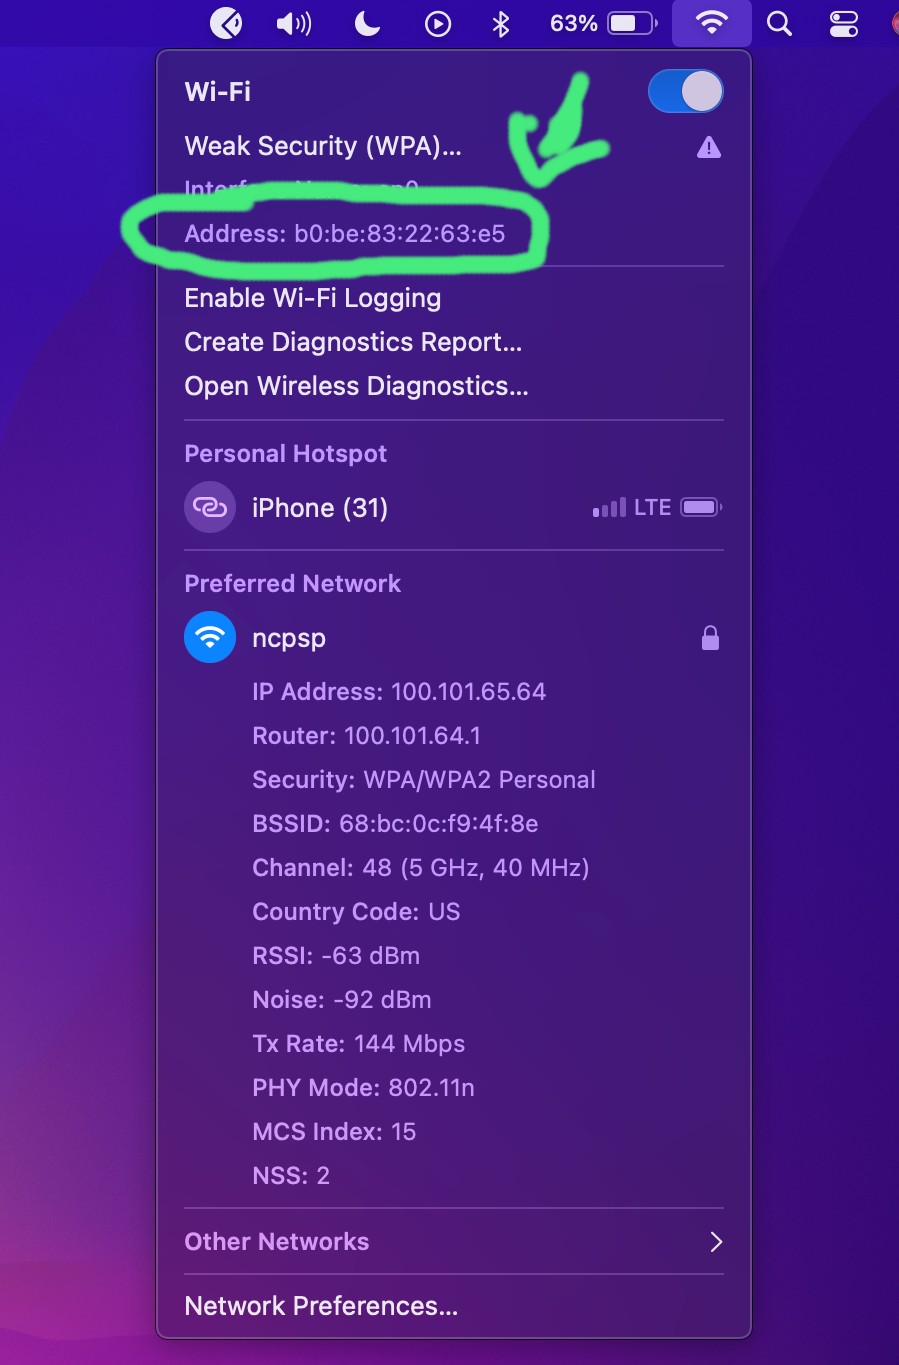 63%
Wi-Fi
Weak Security (WPA)...
Address: b0:be:83:22:63:e5
Enable Wi-Fi Logging
Create Diagnostics Report...
Open Wireless Diagnostics...
Personal Hotspot
iPhone (31)
LTE
Preferred Network
ncpsp
IP Address: 100.101.65.64
Router: 100.101.64.1
Security: WPA/WPA2 Personal
BSSID: 68:bc:0c:f9:4f:8e
Channel: 48 (5 GHz, 40 MHz)
Country Code: US
RSSI: -63 dBm
Noise: -92 dBm
Tx Rate: 144 Mbps
PHY Mode: 802.11n
MCS Index: 15
NSS: 2
Other Networks
Network Preferences...